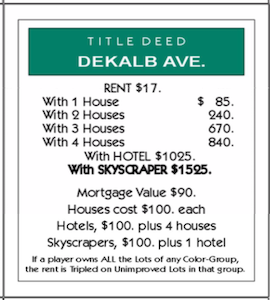 TITLE DEED
DEKALB AVE.
RENT $17.
With 1 House $ 85.
With 2 Houses 240.
With 3 Houses 670.
With 4 Houses 840.
With HOTEL $1025.
With SKYSCRAPER $1525.
Mortgage Value $90.
Houses cost $100. each
Hotels, $100. plus 4 houses
Skyscrapers, $100. plus 1 hotel
If a player owns ALL the Lots of any Color-Group,
the rent is Tripled on Unimproved Lots in that group.